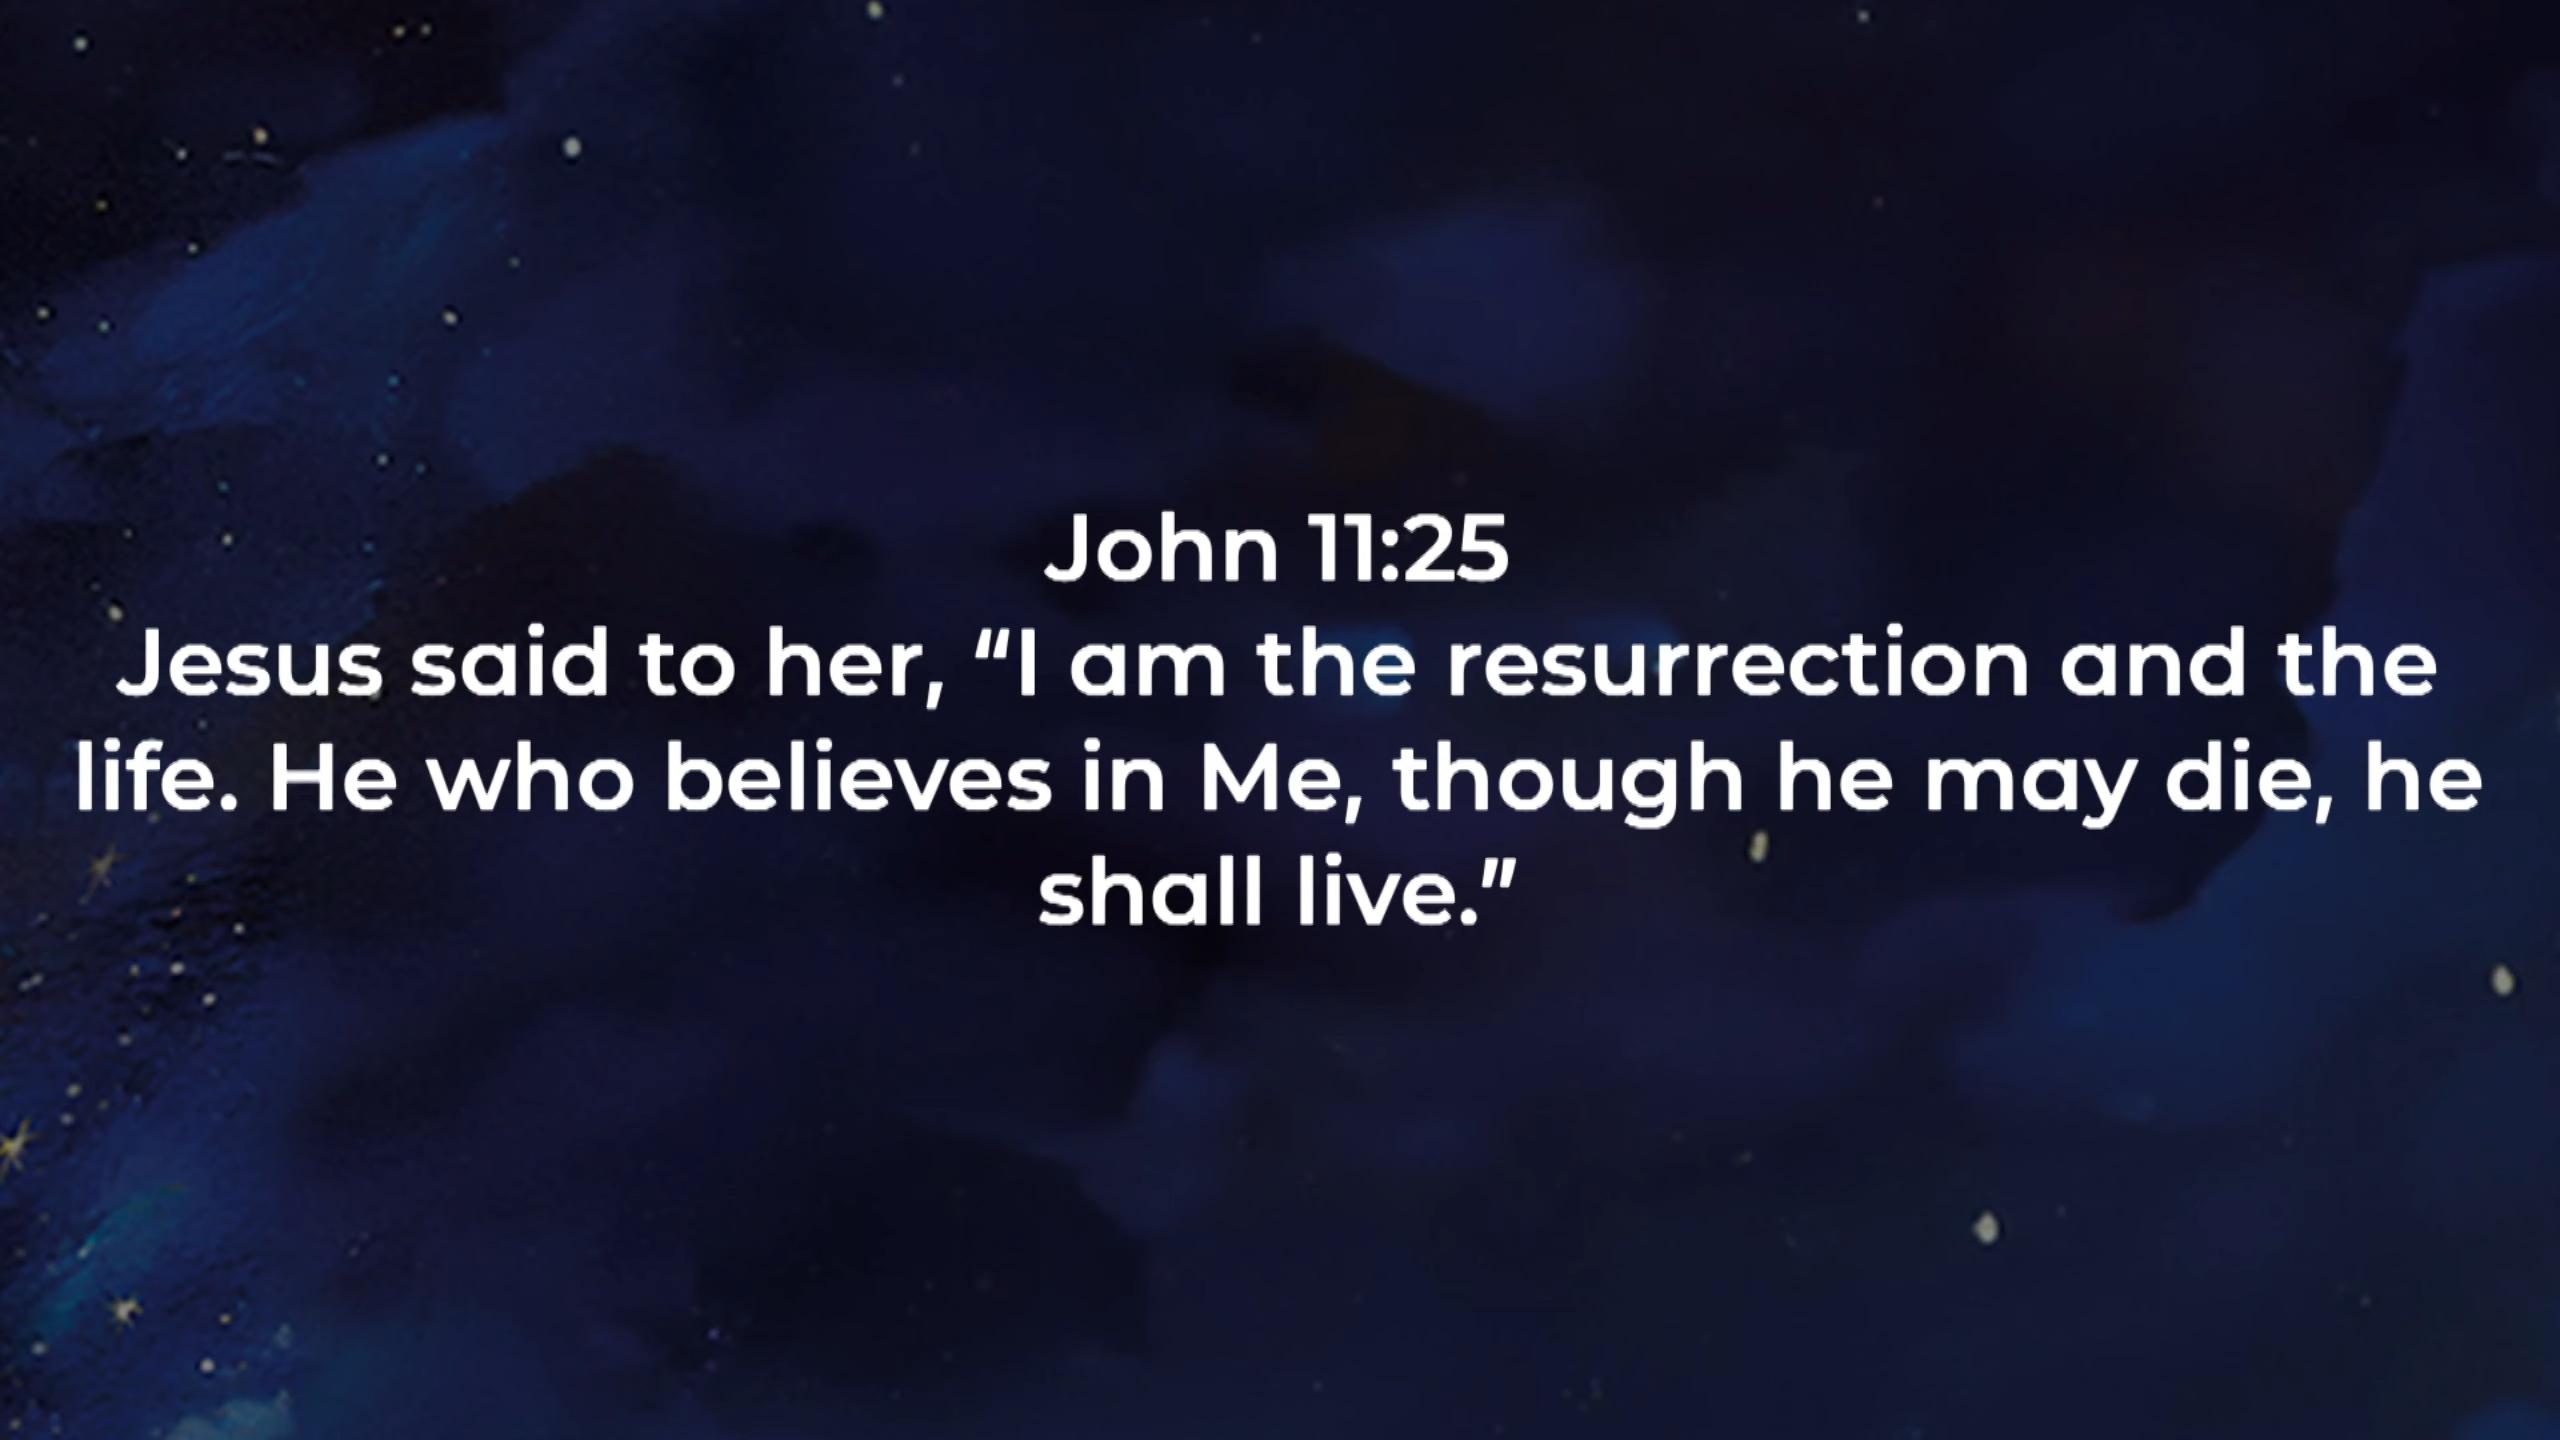 John 11:25
Jesus said to her, “I am the resurrection and the
life. He who believes in Me, though he may die, he
shall live.”